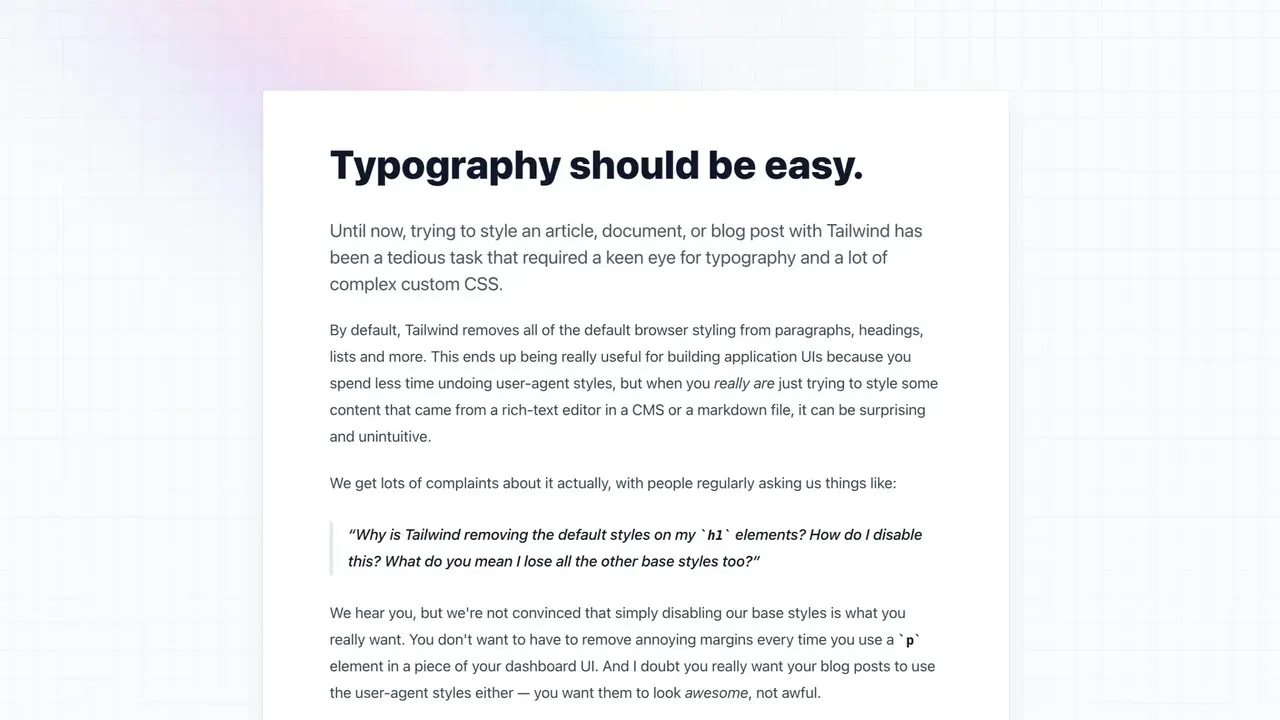 Typography should be easy.
Until now, trying to style an article, document, or blog post with Tailwind has
been a tedious task that required a keen eye for typography and a lot of
complex custom CSS.
By default, Tailwind removes all of the default browser styling from paragraphs, headings,
lists and more. This ends up being really useful for building application UIs because you
spend less time undoing user-agent styles, but when you really are just trying to style some
content that came from a rich-text editor in a CMS or a markdown file, it can be surprising
and unintuitive.
We get lots of complaints about it actually, with people regularly asking us things like:
“Why is Tailwind removing the default styles on my `h1` elements? How do I disable
this? What do you mean I lose all the other base styles too?”
We hear you, but we're not convinced that simply disabling our base styles is what you
really want. You don't want to have to remove annoying margins every time you use a `p`
element in a piece of your dashboard UI. And I doubt you really want your blog posts to use
the user-agent styles either — you want them to look awesome, not awful.